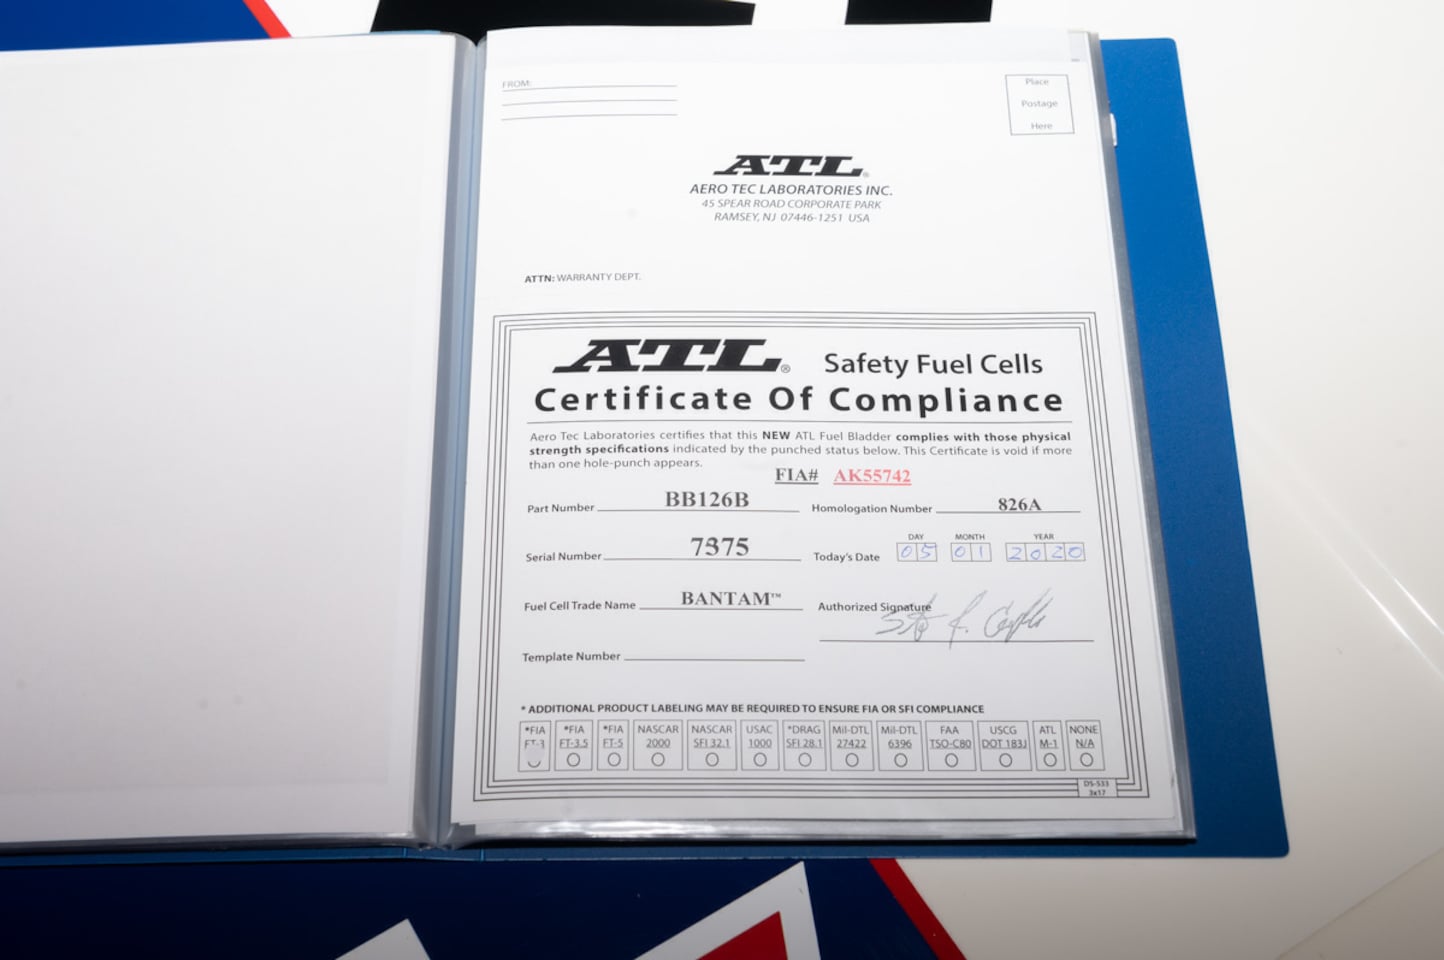 FROM:
Place
Postage
Here
ATL®
AERO TEC LABORATORIES INC.
45 SPEAR ROAD CORPORATE PARK
RAMSEY, NJ 07446-1251 USA
ATTN: WARRANTY DEPT.
ATL® Safety Fuel Cells
Certificate Of Compliance
Aero Tec Laboratories certifies that this NEW ATL Fuel Bladder complies with those physical
strength specifications indicated by the punched status below. This Certificate is void if more
than one hole-punch appears.
FIA# AK55742
Part Number BB126B Homologation Number 826A
DAY MONTH YEAR
Serial Number 7375 Today's Date 05 01 2020
Fuel Cell Trade Name BANTAM™ Authorized Signature
Template Number
* ADDITIONAL PRODUCT LABELING MAY BE REQUIRED TO ENSURE FIA OR SFI COMPLIANCE
*FIA *FIA *FIA NASCAR NASCAR USAC *DRAG Mil-DTL Mil-DTL FAA USCG ATL NONE
FT-3 FT-3.5 FT-5 2000 SFI 32.1 1000 SFI 28.1 27422 6396 TSO-C80 DOT 183J M-1 N/A
DS-533
3x17